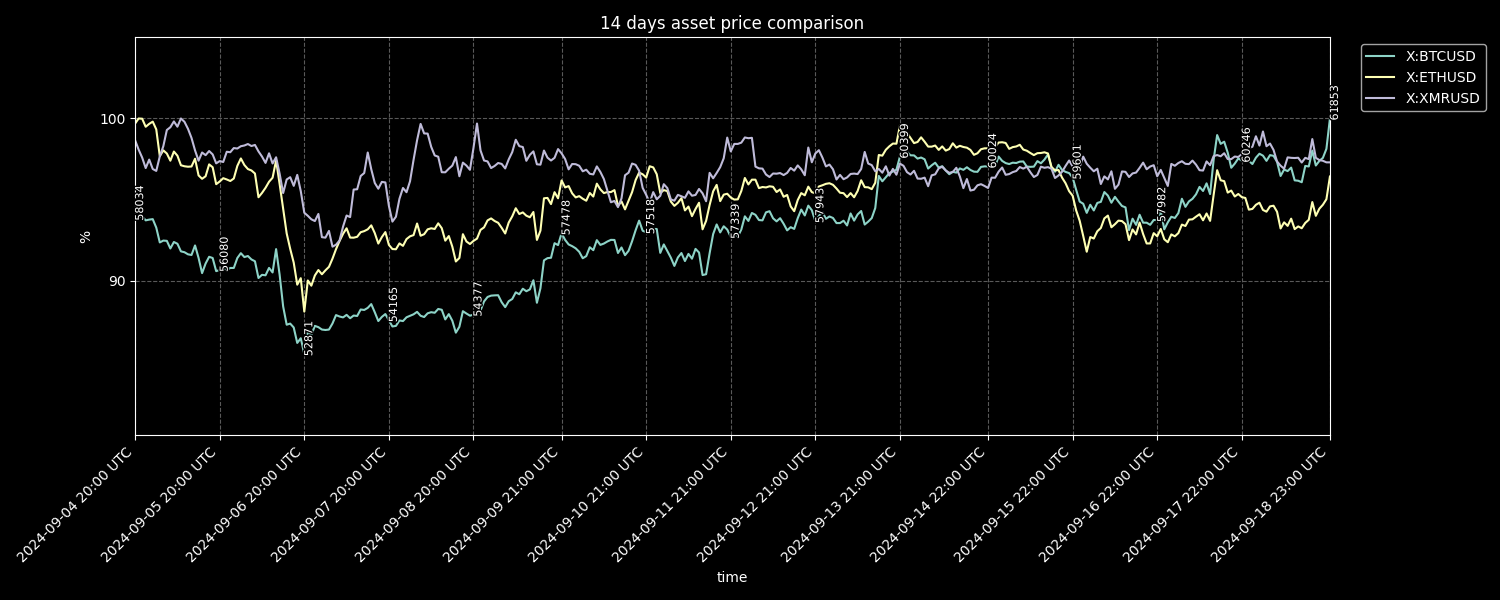 14 days asset price comparison
X:BTCUSD
X:ETHUSD
X:XMRUSD
%
100
90
58034
56080
52871
54165
54377
57478
57518
57339
57943
60399
60024
59601
57982
60246
61853
2024-09-04 20:00 UTC
2024-09-05 20:00 UTC
2024-09-06 20:00 UTC
2024-09-07 20:00 UTC
2024-09-08 20:00 UTC
2024-09-09 21:00 UTC
2024-09-10 21:00 UTC
2024-09-11 21:00 UTC
2024-09-12 21:00 UTC
2024-09-13 21:00 UTC
2024-09-14 22:00 UTC
2024-09-15 22:00 UTC
2024-09-16 22:00 UTC
2024-09-17 22:00 UTC
2024-09-18 23:00 UTC
time